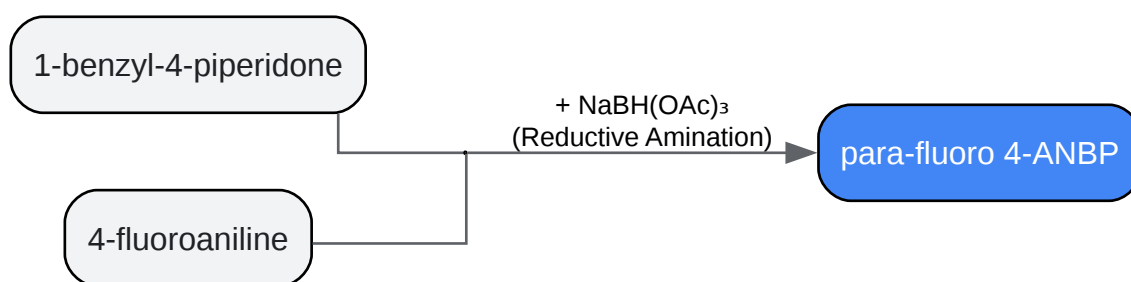 1-benzyl-4-piperidone
+ NaBH(OAc)₃
(Reductive Amination)
para-fluoro 4-ANBP
4-fluoroaniline